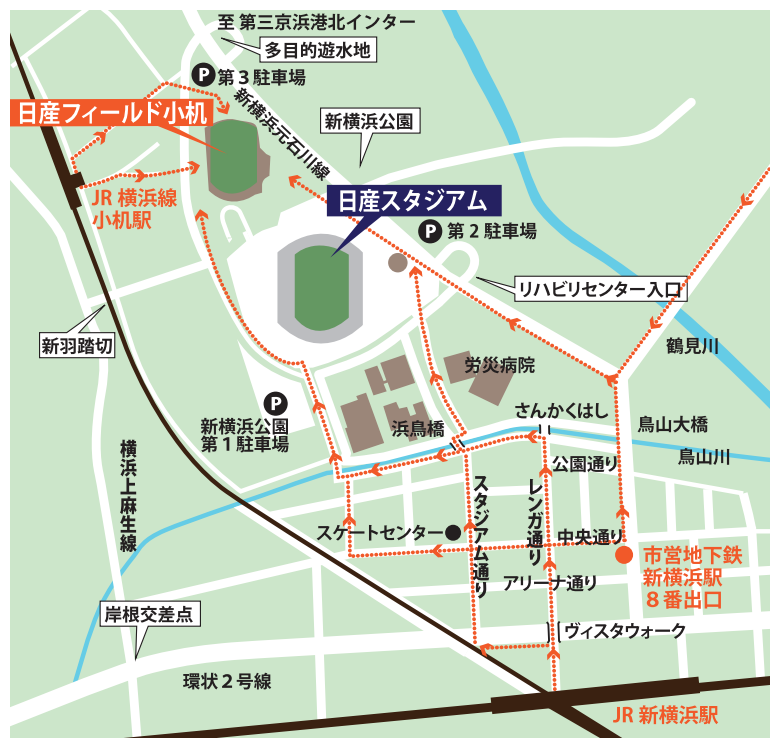 至 第三京浜港北インター
多目的遊水地
P 第3駐車場
日産フィールド小机
新横浜元石川線
新横浜公園
JR 横浜線
小机駅
日産スタジアム
P 第2駐車場
リハビリセンター入口
新羽踏切
鶴見川
労災病院
P
新横浜公園
第1駐車場
浜鳥橋
さんかくはし
鳥山大橋
鳥山川
横浜上麻生線
公園通り
スタジアム通り
レンガ通り
スケートセンター
中央通り
市営地下鉄
新横浜駅
8番出口
アリーナ通り
岸根交差点
ヴィスタウォーク
環状2号線
JR 新横浜駅